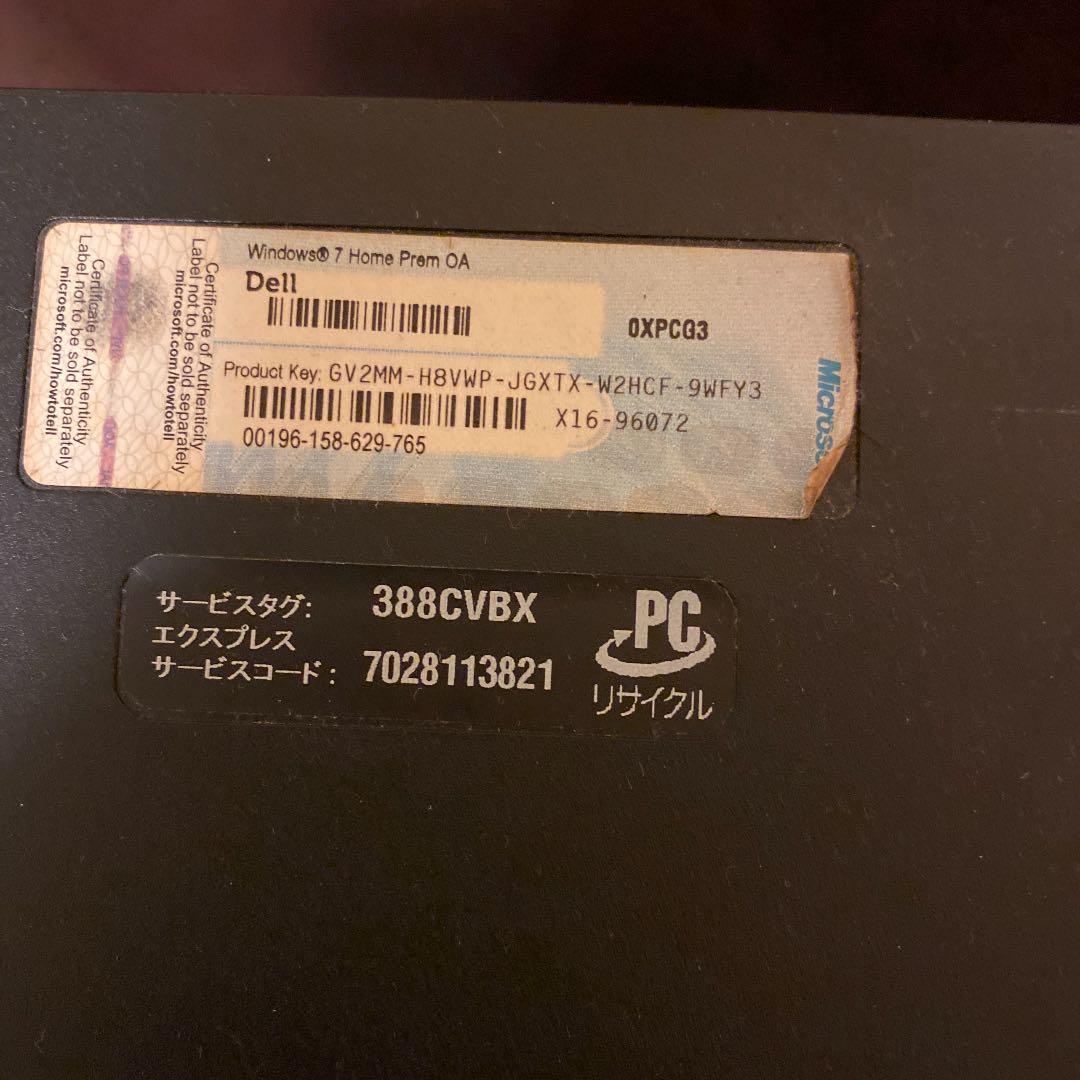 Certificate of Authenticity
Label not to be sold separately
microsoft.com/howtotell
Certificate of Authenticity
Label not to be sold separately
microsoft.com/howtotell
Windows® 7 Home Prem OA
Dell
0XPCG3
Product Key: GV2MM-H8VWP-JGXTX-W2HCF-9WFY3
X16-96072
00196-158-629-765
サービスタグ: 388CVBX
エクスプレス
サービスコード: 7028113821
PC
リサイクル